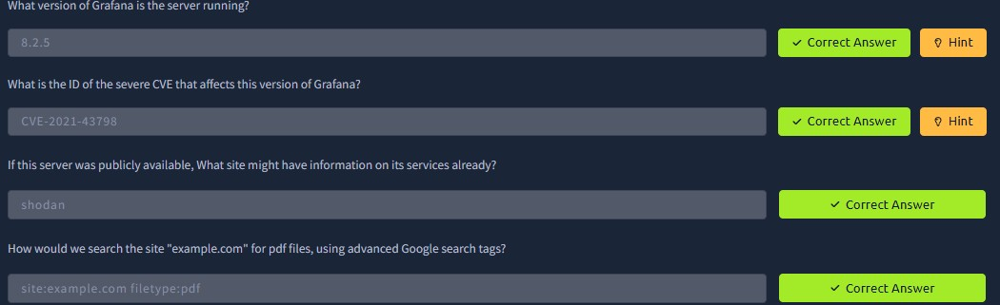 What version of Grafana is the server running?
8.2.5
Correct Answer
Hint
What is the ID of the severe CVE that affects this version of Grafana?
CVE-2021-43798
Correct Answer
Hint
If this server was publicly available, What site might have information on its services already?
shodan
Correct Answer
How would we search the site "example.com" for pdf files, using advanced Google search tags?
site:example.com filetype:pdf
Correct Answer